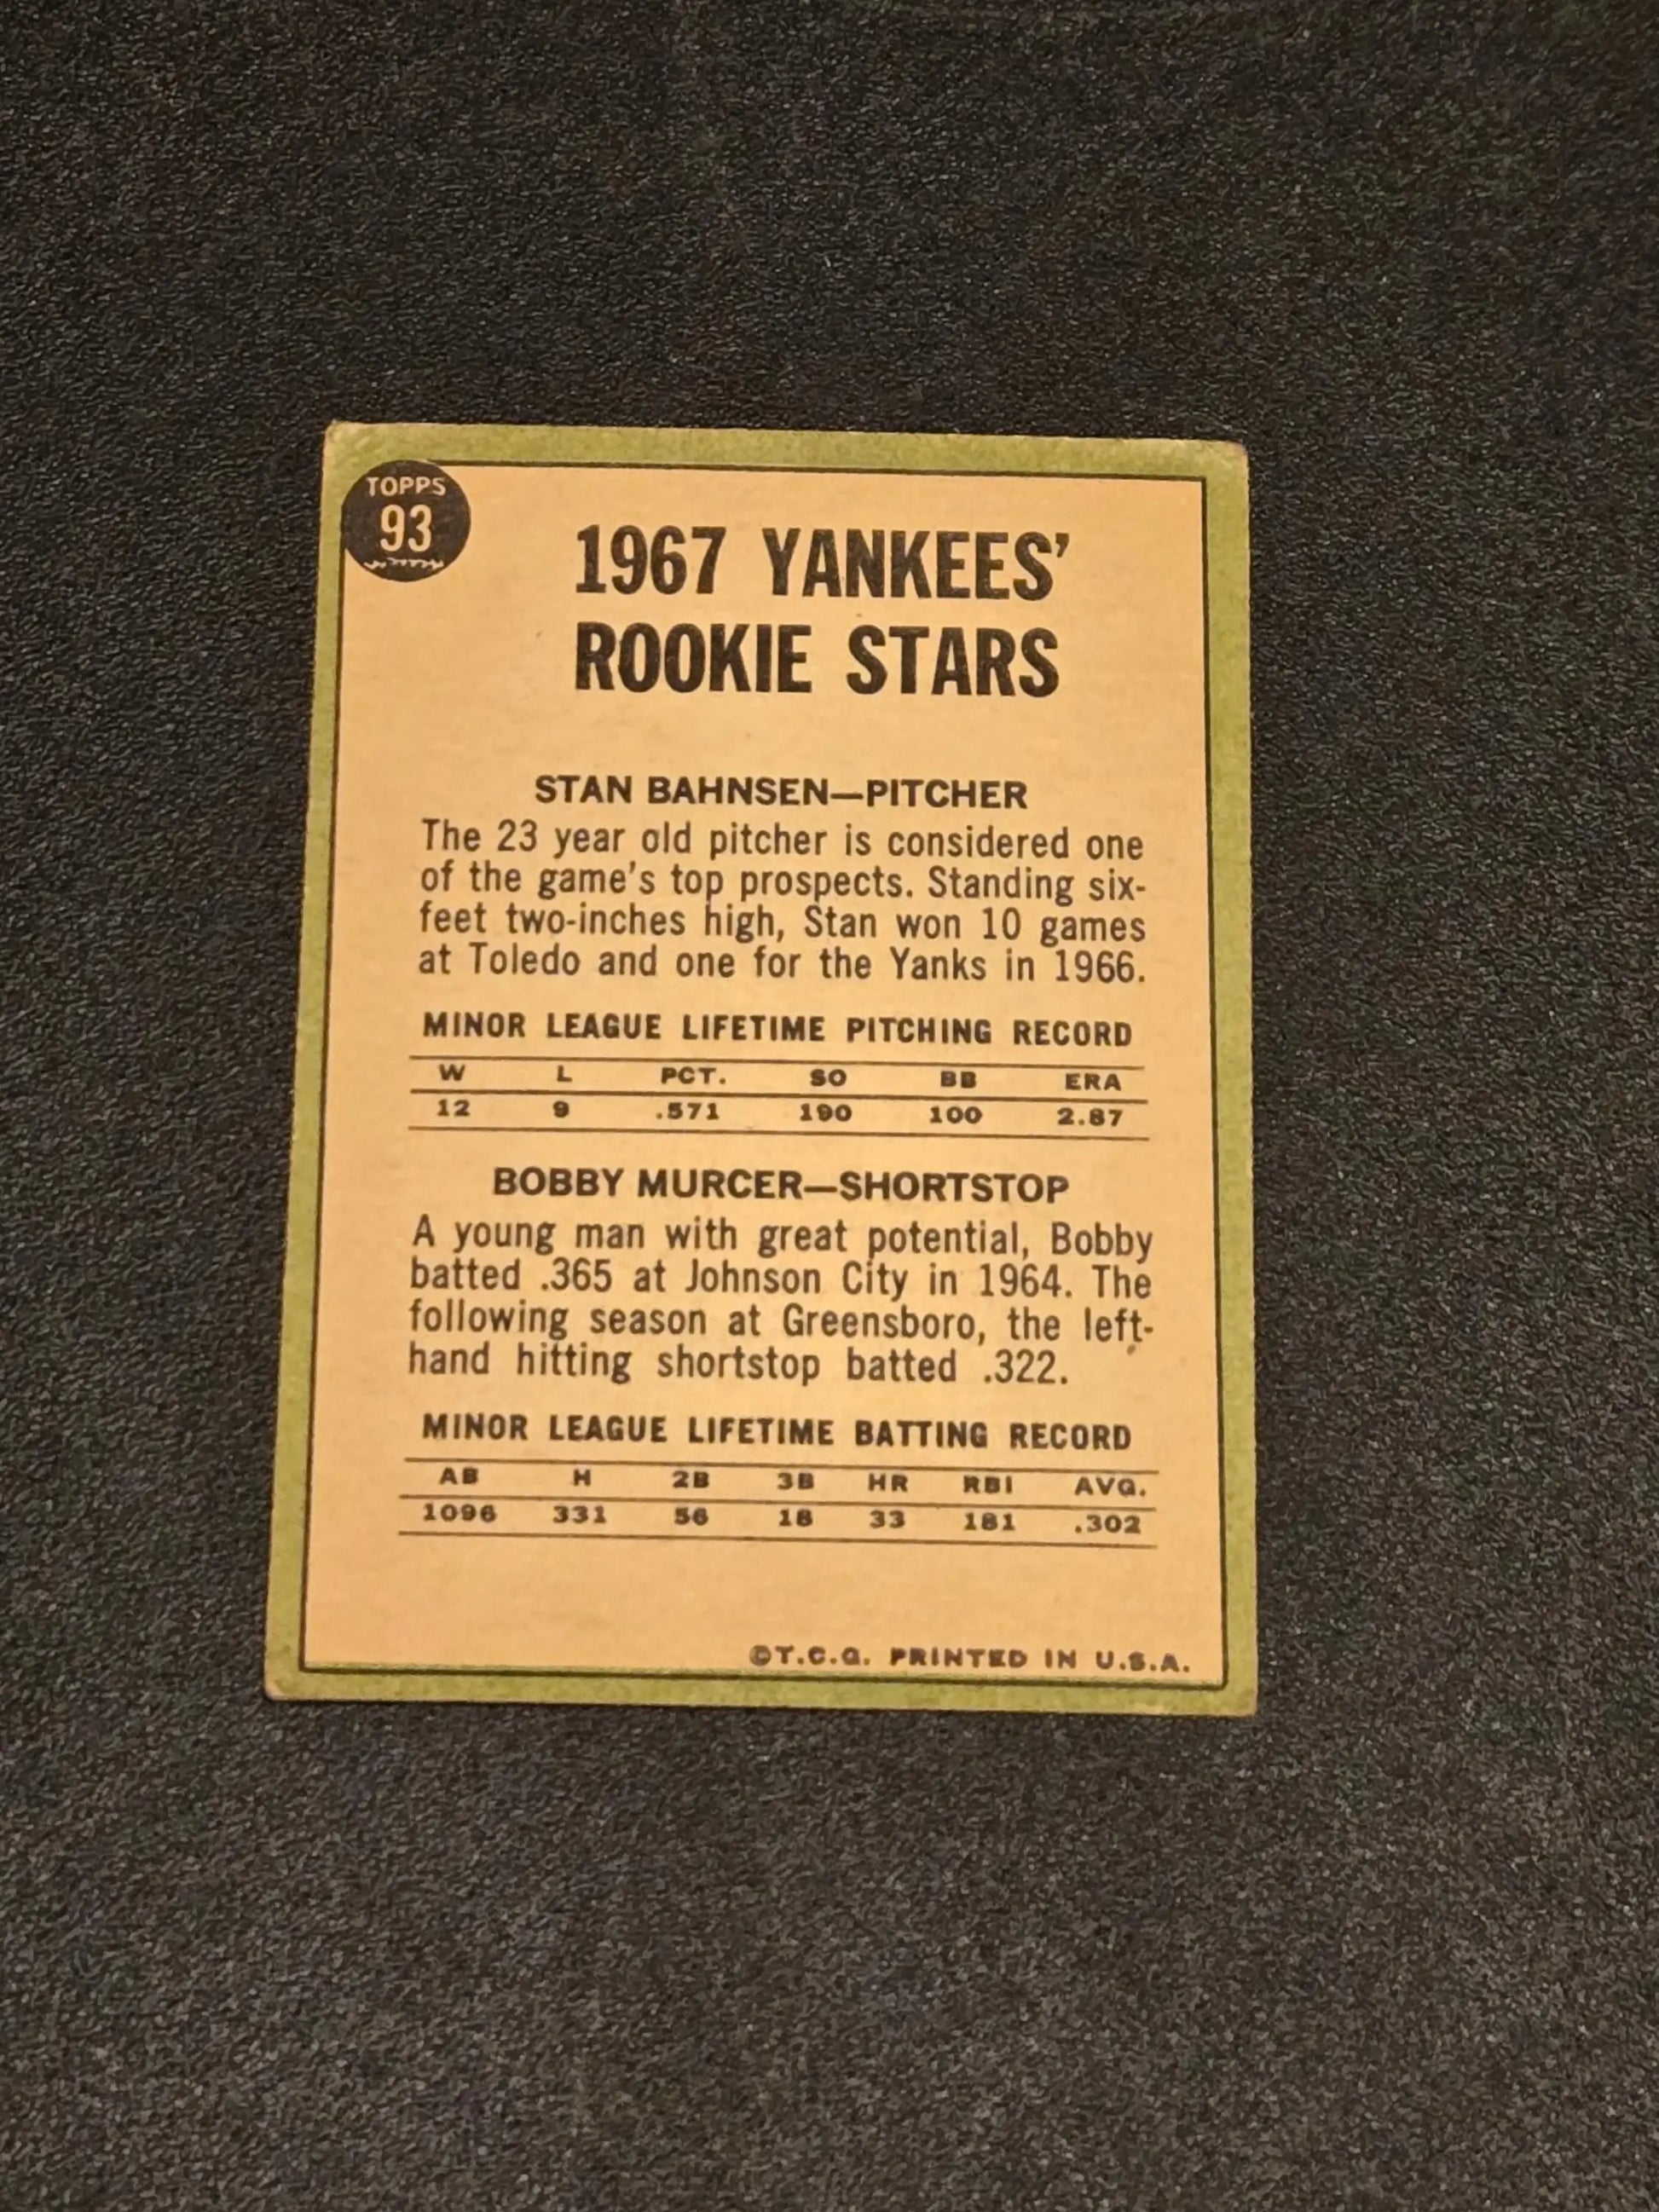 TOPPS
93
1967 YANKEES'
ROOKIE STARS
STAN BAHNSEN—PITCHER
The 23 year old pitcher is considered one
of the game's top prospects. Standing six-
feet two-inches high, Stan won 10 games
at Toledo and one for the Yanks in 1966.
MINOR LEAGUE LIFETIME PITCHING RECORD
W L PCT. SO BB ERA
12 9 .571 190 100 2.87
BOBBY MURCER—SHORTSTOP
A young man with great potential, Bobby
batted .365 at Johnson City in 1964. The
following season at Greensboro, the left-
hand hitting shortstop batted .322.
MINOR LEAGUE LIFETIME BATTING RECORD
AB H 2B 3B HR RBI AVG.
1096 331 56 18 33 181 .302
©T.C.G. PRINTED IN U.S.A.